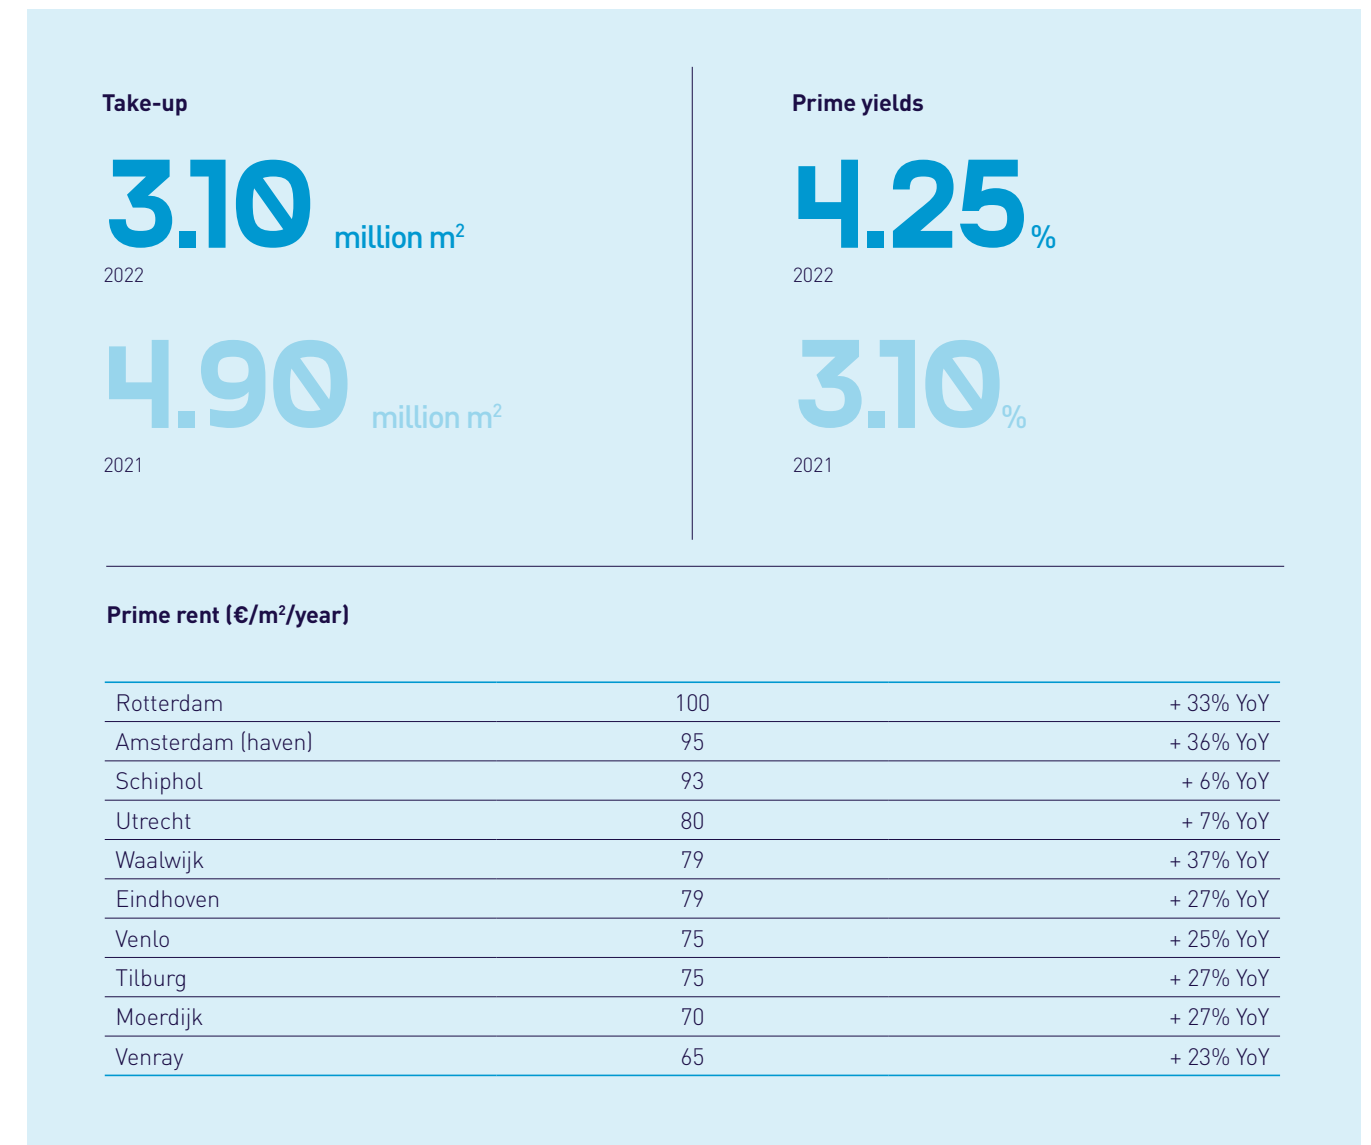 Take-up
3.10 million m²
2022
4.90 million m²
2021
Prime yields
4.25 %
2022
3.10 %
2021
Prime rent (€/m²/year)
Rotterdam 100 + 33% YoY
Amsterdam (haven) 95 + 36% YoY
Schiphol 93 + 6% YoY
Utrecht 80 + 7% YoY
Waalwijk 79 + 37% YoY
Eindhoven 79 + 27% YoY
Venlo 75 + 25% YoY
Tilburg 75 + 27% YoY
Moerdijk 70 + 27% YoY
Venray 65 + 23% YoY